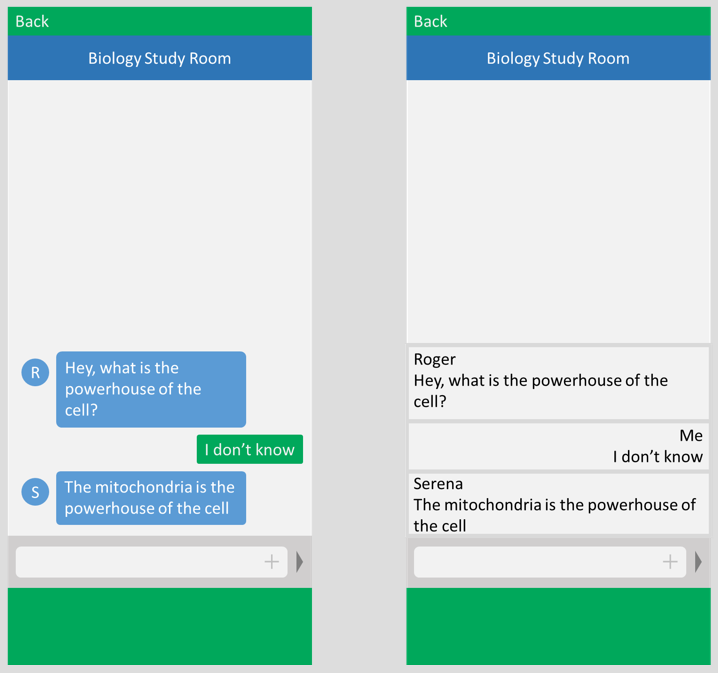 Back
Biology Study Room
R
Hey, what is the
powerhouse of the
cell?
I don't know
S
The mitochondria is the
powerhouse of the cell
Back
Biology Study Room
Roger
Hey, what is the powerhouse of the
cell?
Me
I don't know
Serena
The mitochondria is the powerhouse of
the cell